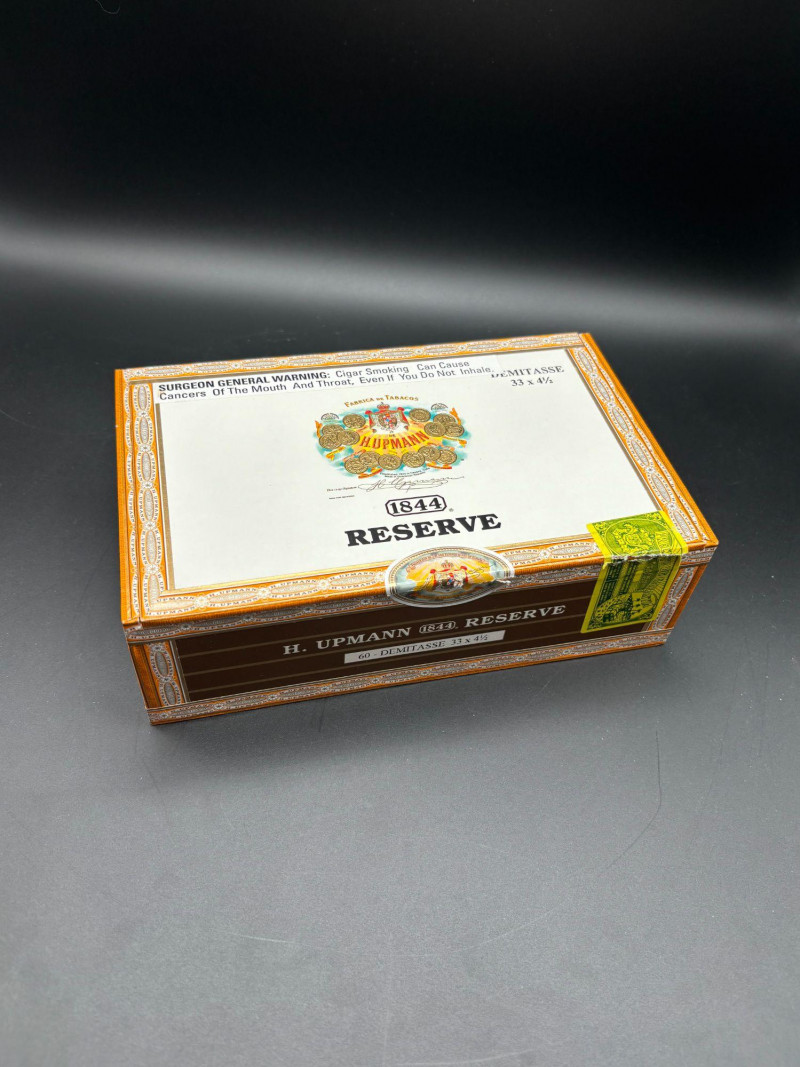 SURGEON GENERAL WARNING: Cigar Smoking Can Cause
Cancers Of The Mouth And Throat, Even If You Do Not Inhale.
DEMITASSE
33 x 4½
FABRICA DE TABACOS
H.UPMANN
1844
RESERVE
H. UPMANN 1844 RESERVE
60 - DEMITASSE 33 x 4½